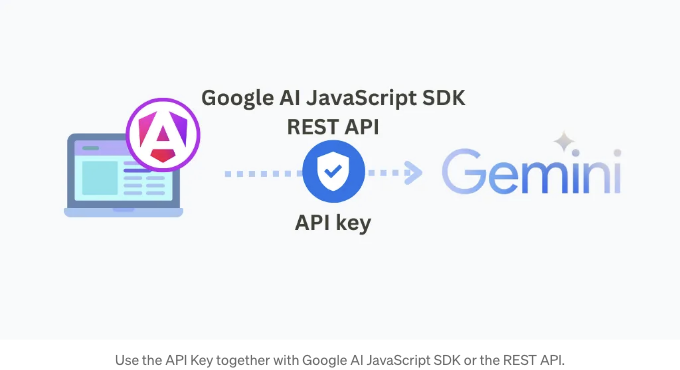 Google AI JavaScript SDK
REST API
Gemini
API key
Use the API Key together with Google AI JavaScript SDK or the REST API.